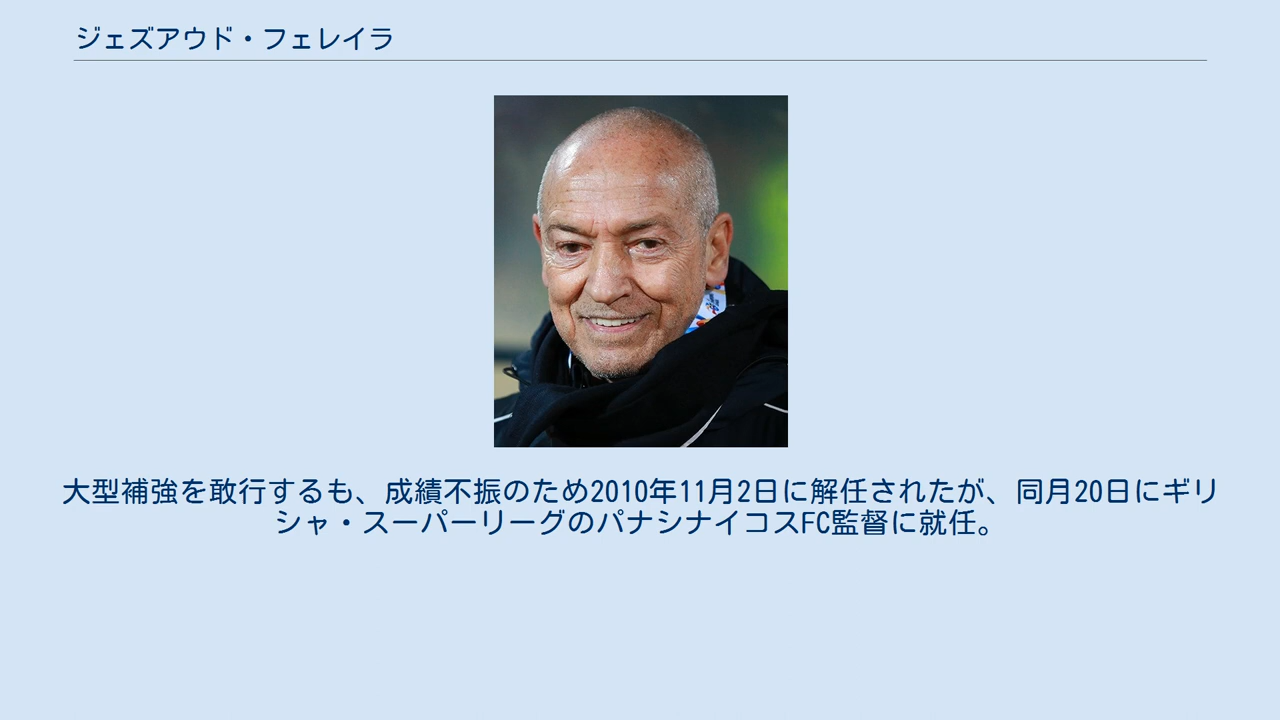 ジェズアウド・フェレイラ
大型補強を敢行するも、成績不振のため2010年11月2日に解任されたが、同月20日にギリ
シャ・スーパーリーグのパナシナイコスFC監督に就任。